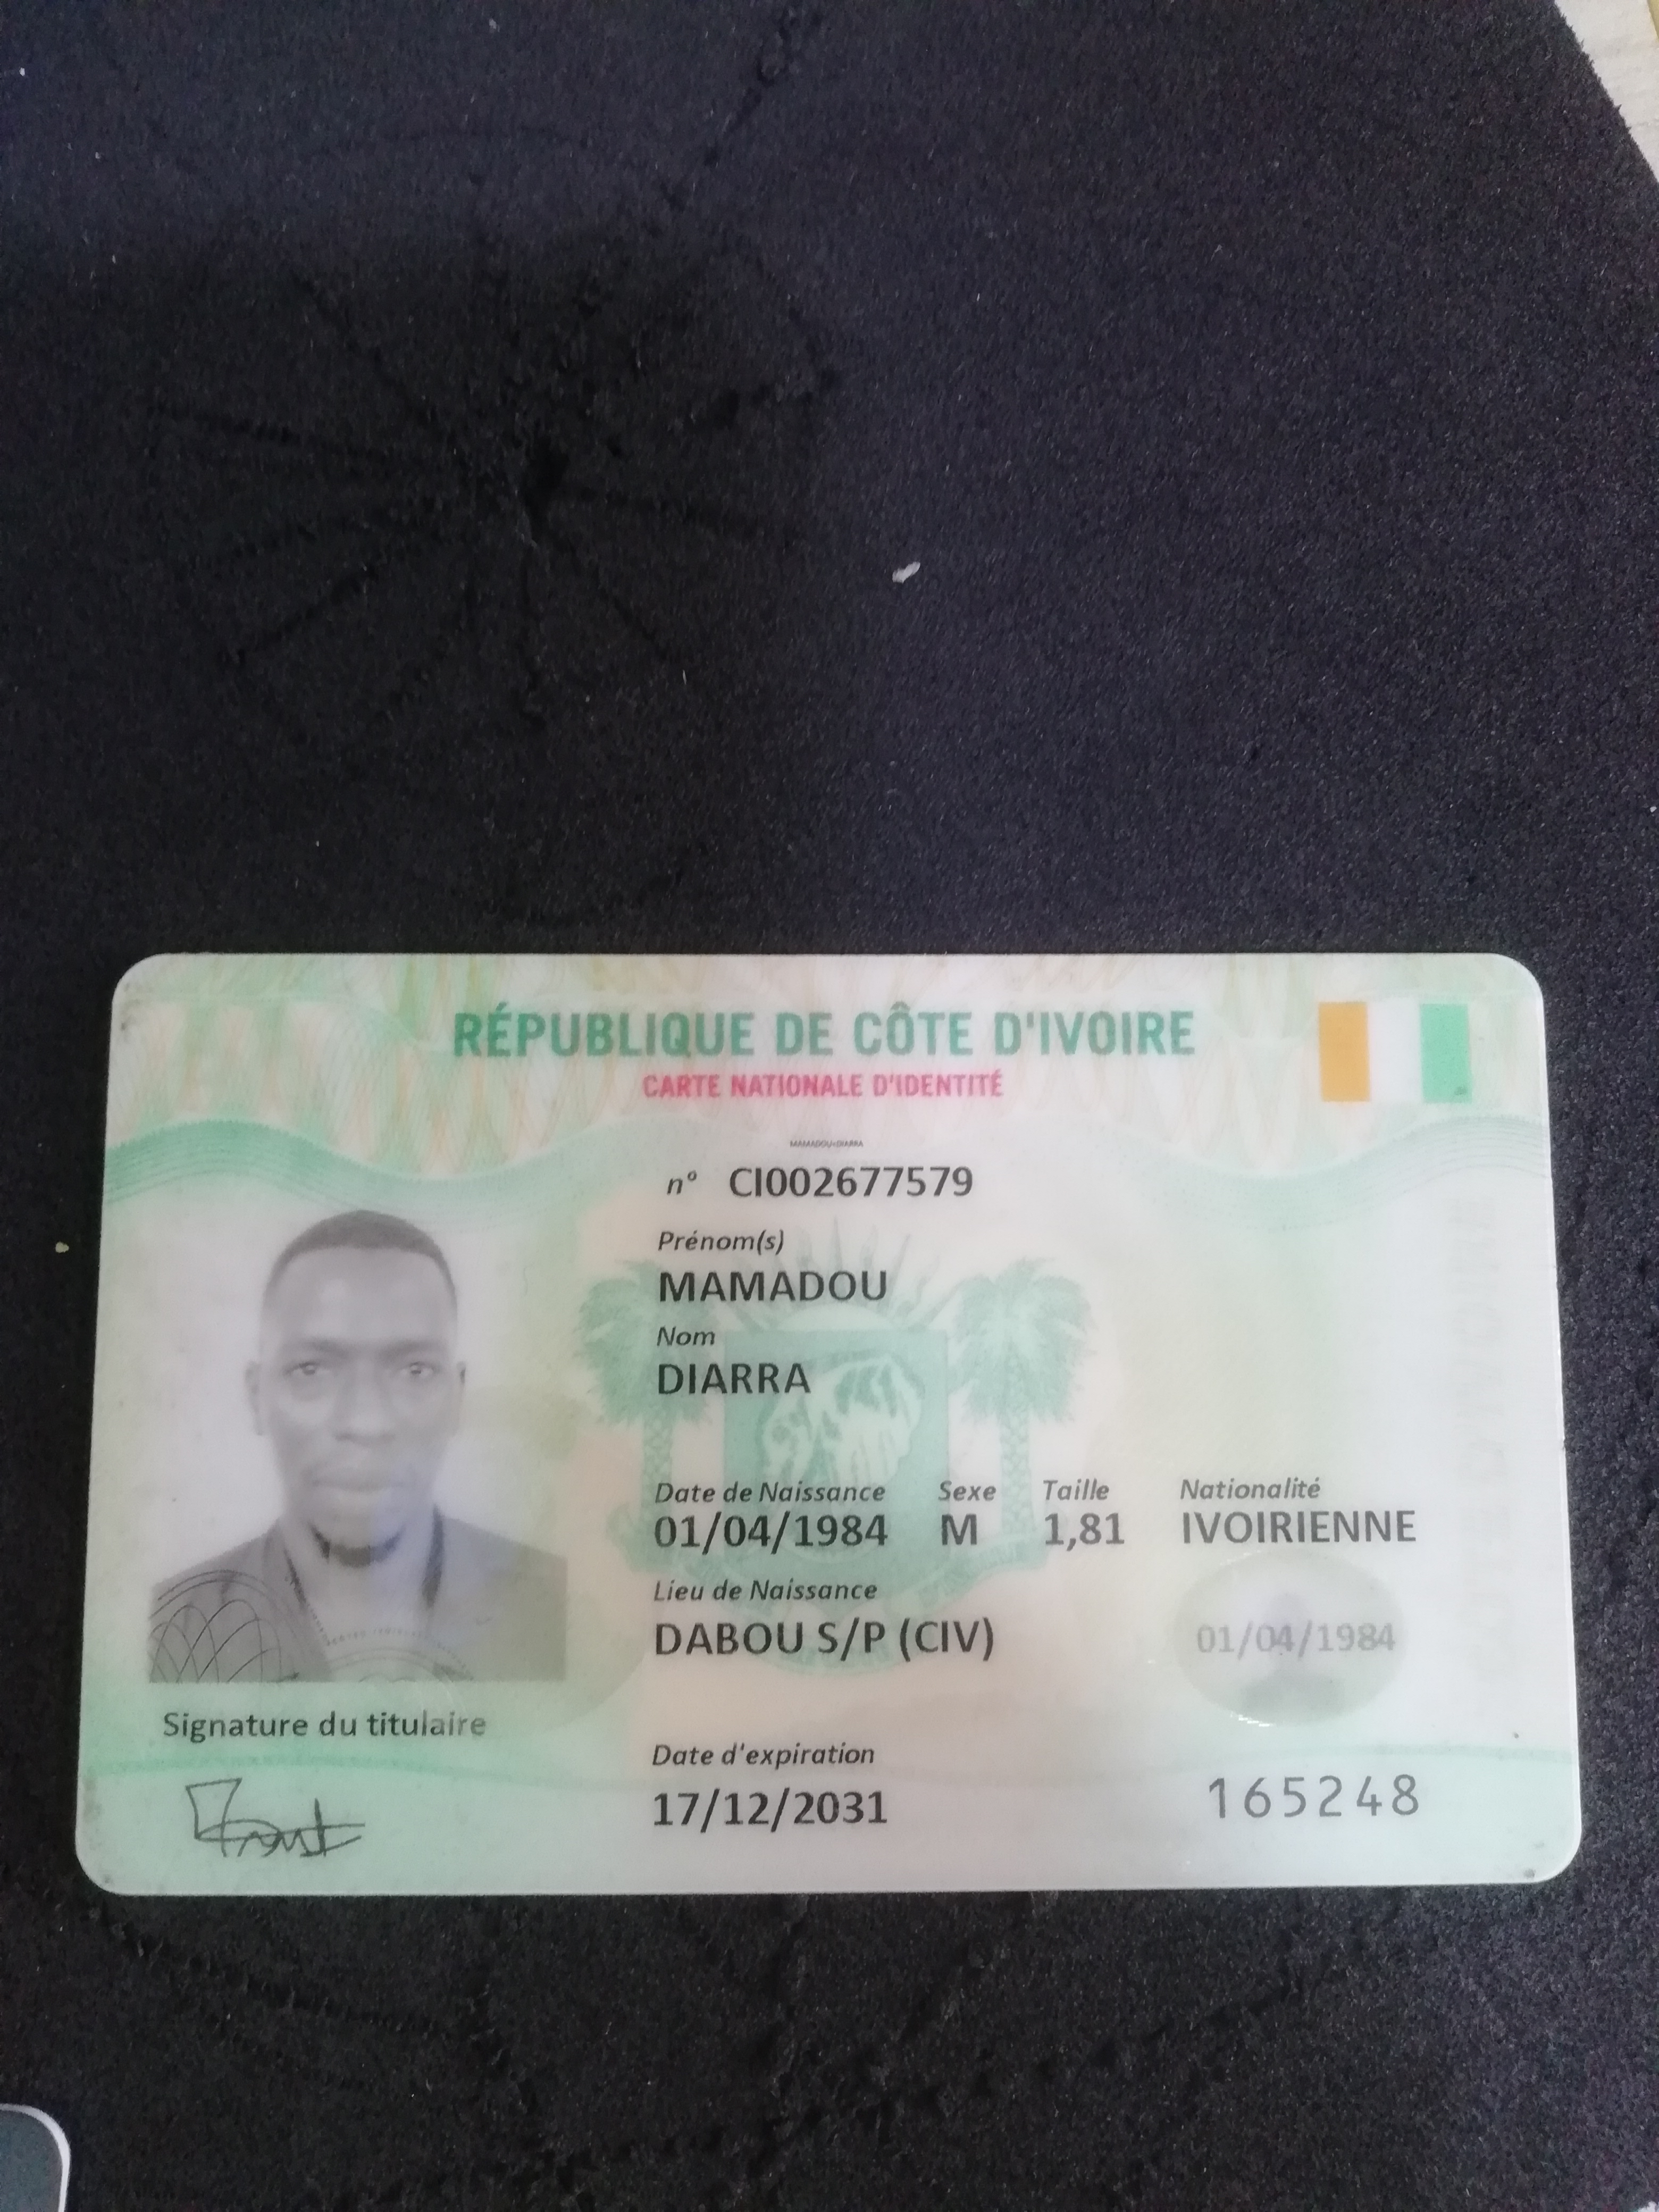 RÉPUBLIQUE DE CÔTE D'IVOIRE
CARTE NATIONALE D'IDENTITÉ
MAMADOU<DIARRA
n° CI002677579
Prénom(s)
MAMADOU
Nom
DIARRA
Date de Naissance Sexe Taille Nationalité
01/04/1984 M 1,81 IVOIRIENNE
Lieu de Naissance
DABOU S/P (CIV)
01/04/1984
Signature du titulaire
Date d'expiration
17/12/2031
165248